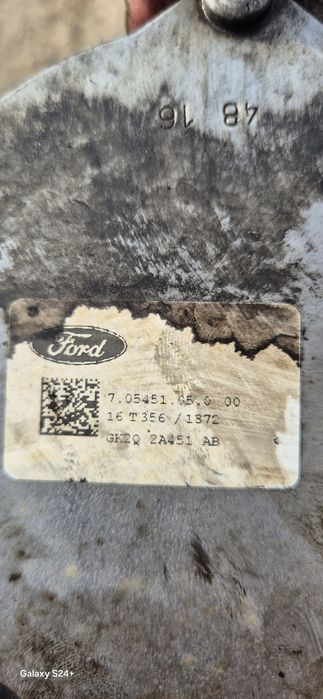 48 16
Ford
7.05451.05.0 00
16 T356 / 1872
GK2Q 2A451 AB
Galaxy S24+